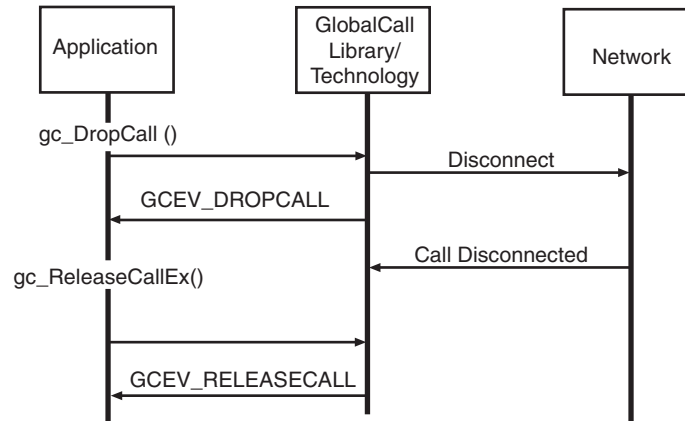 Application
GlobalCall
Library/
Technology
Network
gc_DropCall ()
Disconnect
GCEV_DROPCALL
Call Disconnected
gc_ReleaseCallEx()
GCEV_RELEASECALL